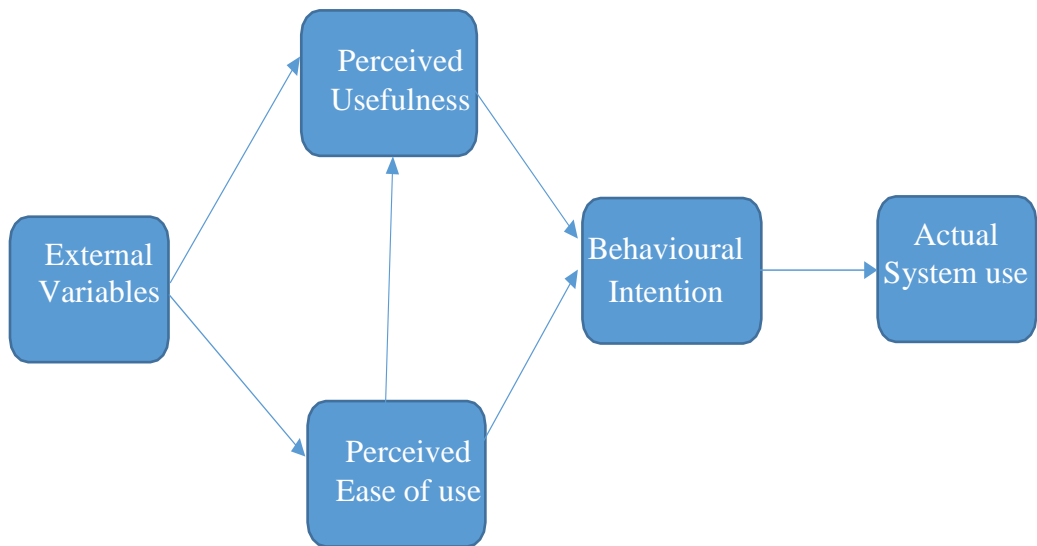 Perceived
Usefulness
External
Variables
Behavioural
Intention
Actual
System use
Perceived
Ease of use